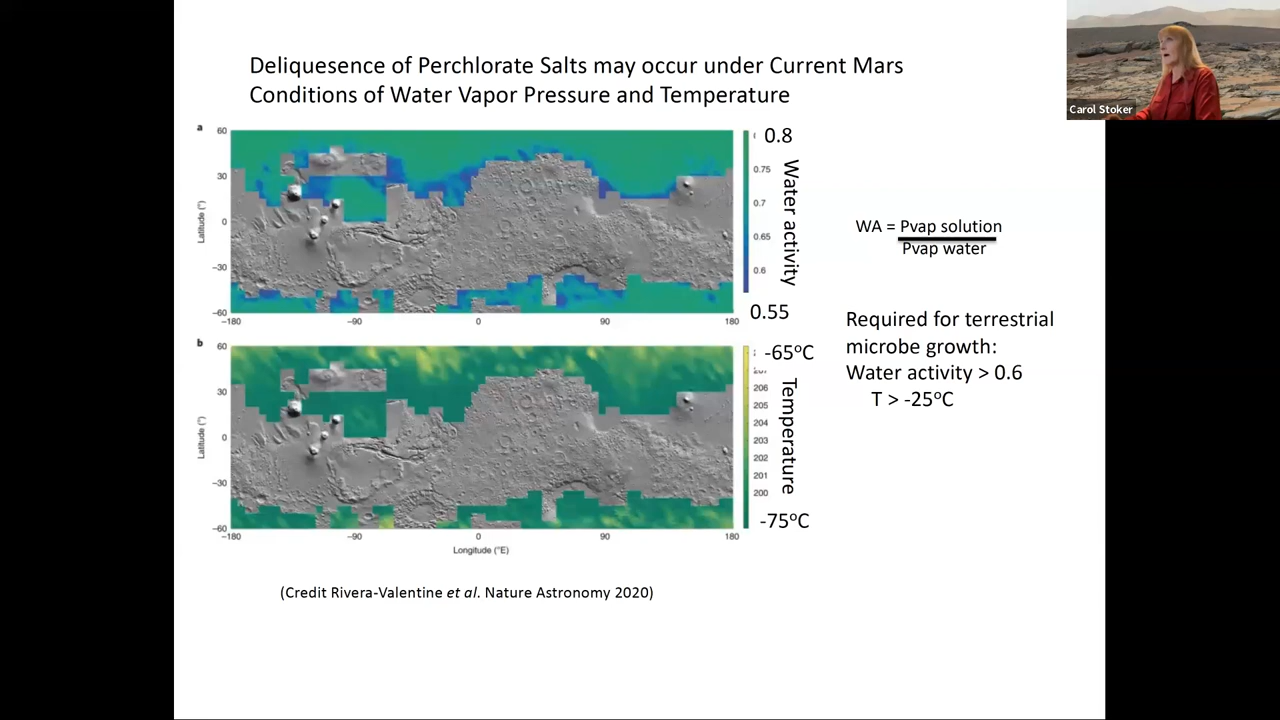 Deliquesence of Perchlorate Salts may occur under Current Mars
Conditions of Water Vapor Pressure and Temperature
Carol Stoker
a
60
30
0
−30
−60
Latitude (°)
−180
−90
0
90
180
0.8
0.75
0.7
0.65
0.6
0.55
Water activity
WA = Pvap solution
Pvap water
Required for terrestrial
microbe growth:
Water activity > 0.6
T > -25°C
b
60
30
0
−30
−60
Latitude (°)
−180
−90
0
90
180
Longitude (°E)
-65°C
206
205
204
203
202
201
200
-75°C
Temperature
(Credit Rivera-Valentine et al. Nature Astronomy 2020)